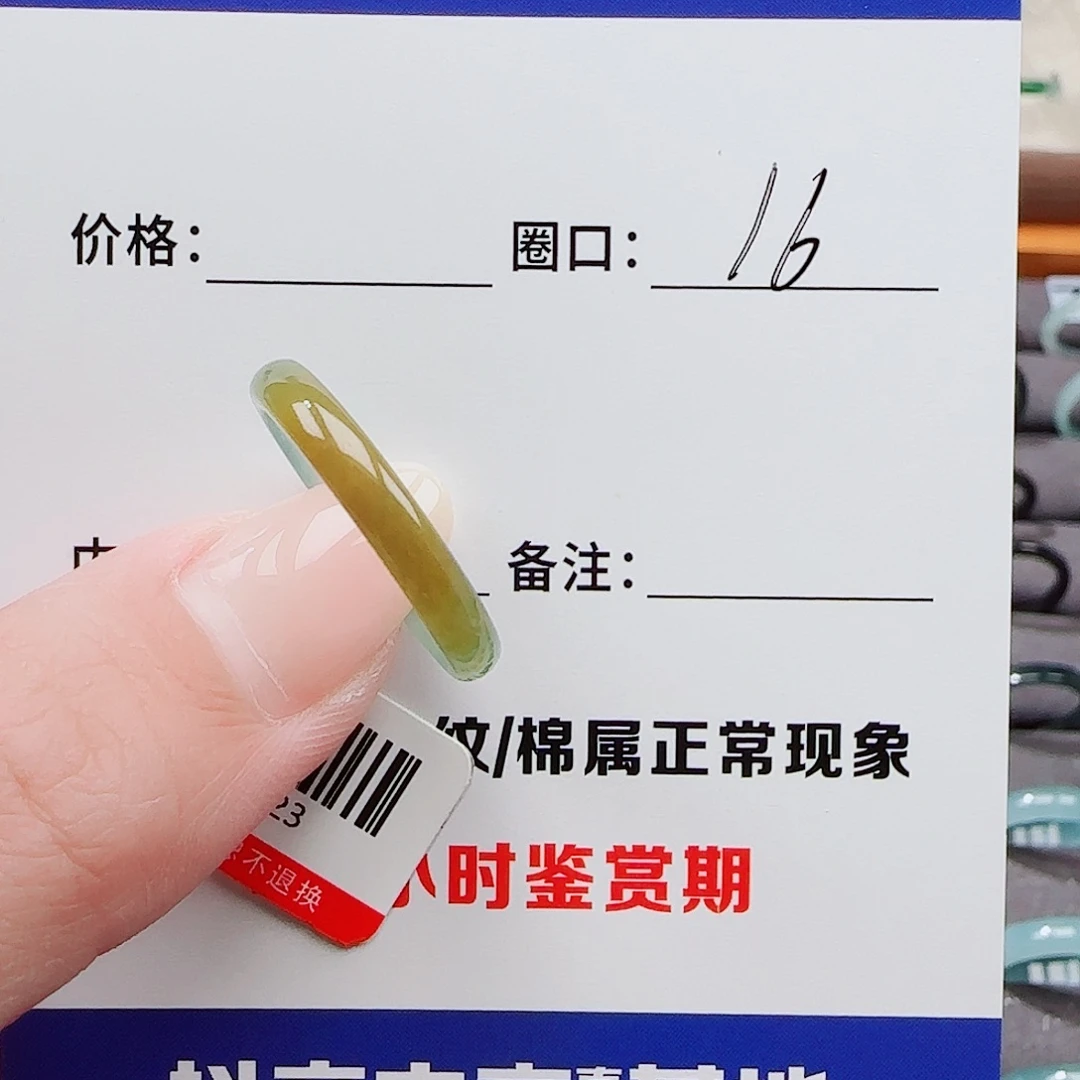 价格： 圈口：16
备注：
纹/棉属正常现象
小时鉴赏期
23
不退换